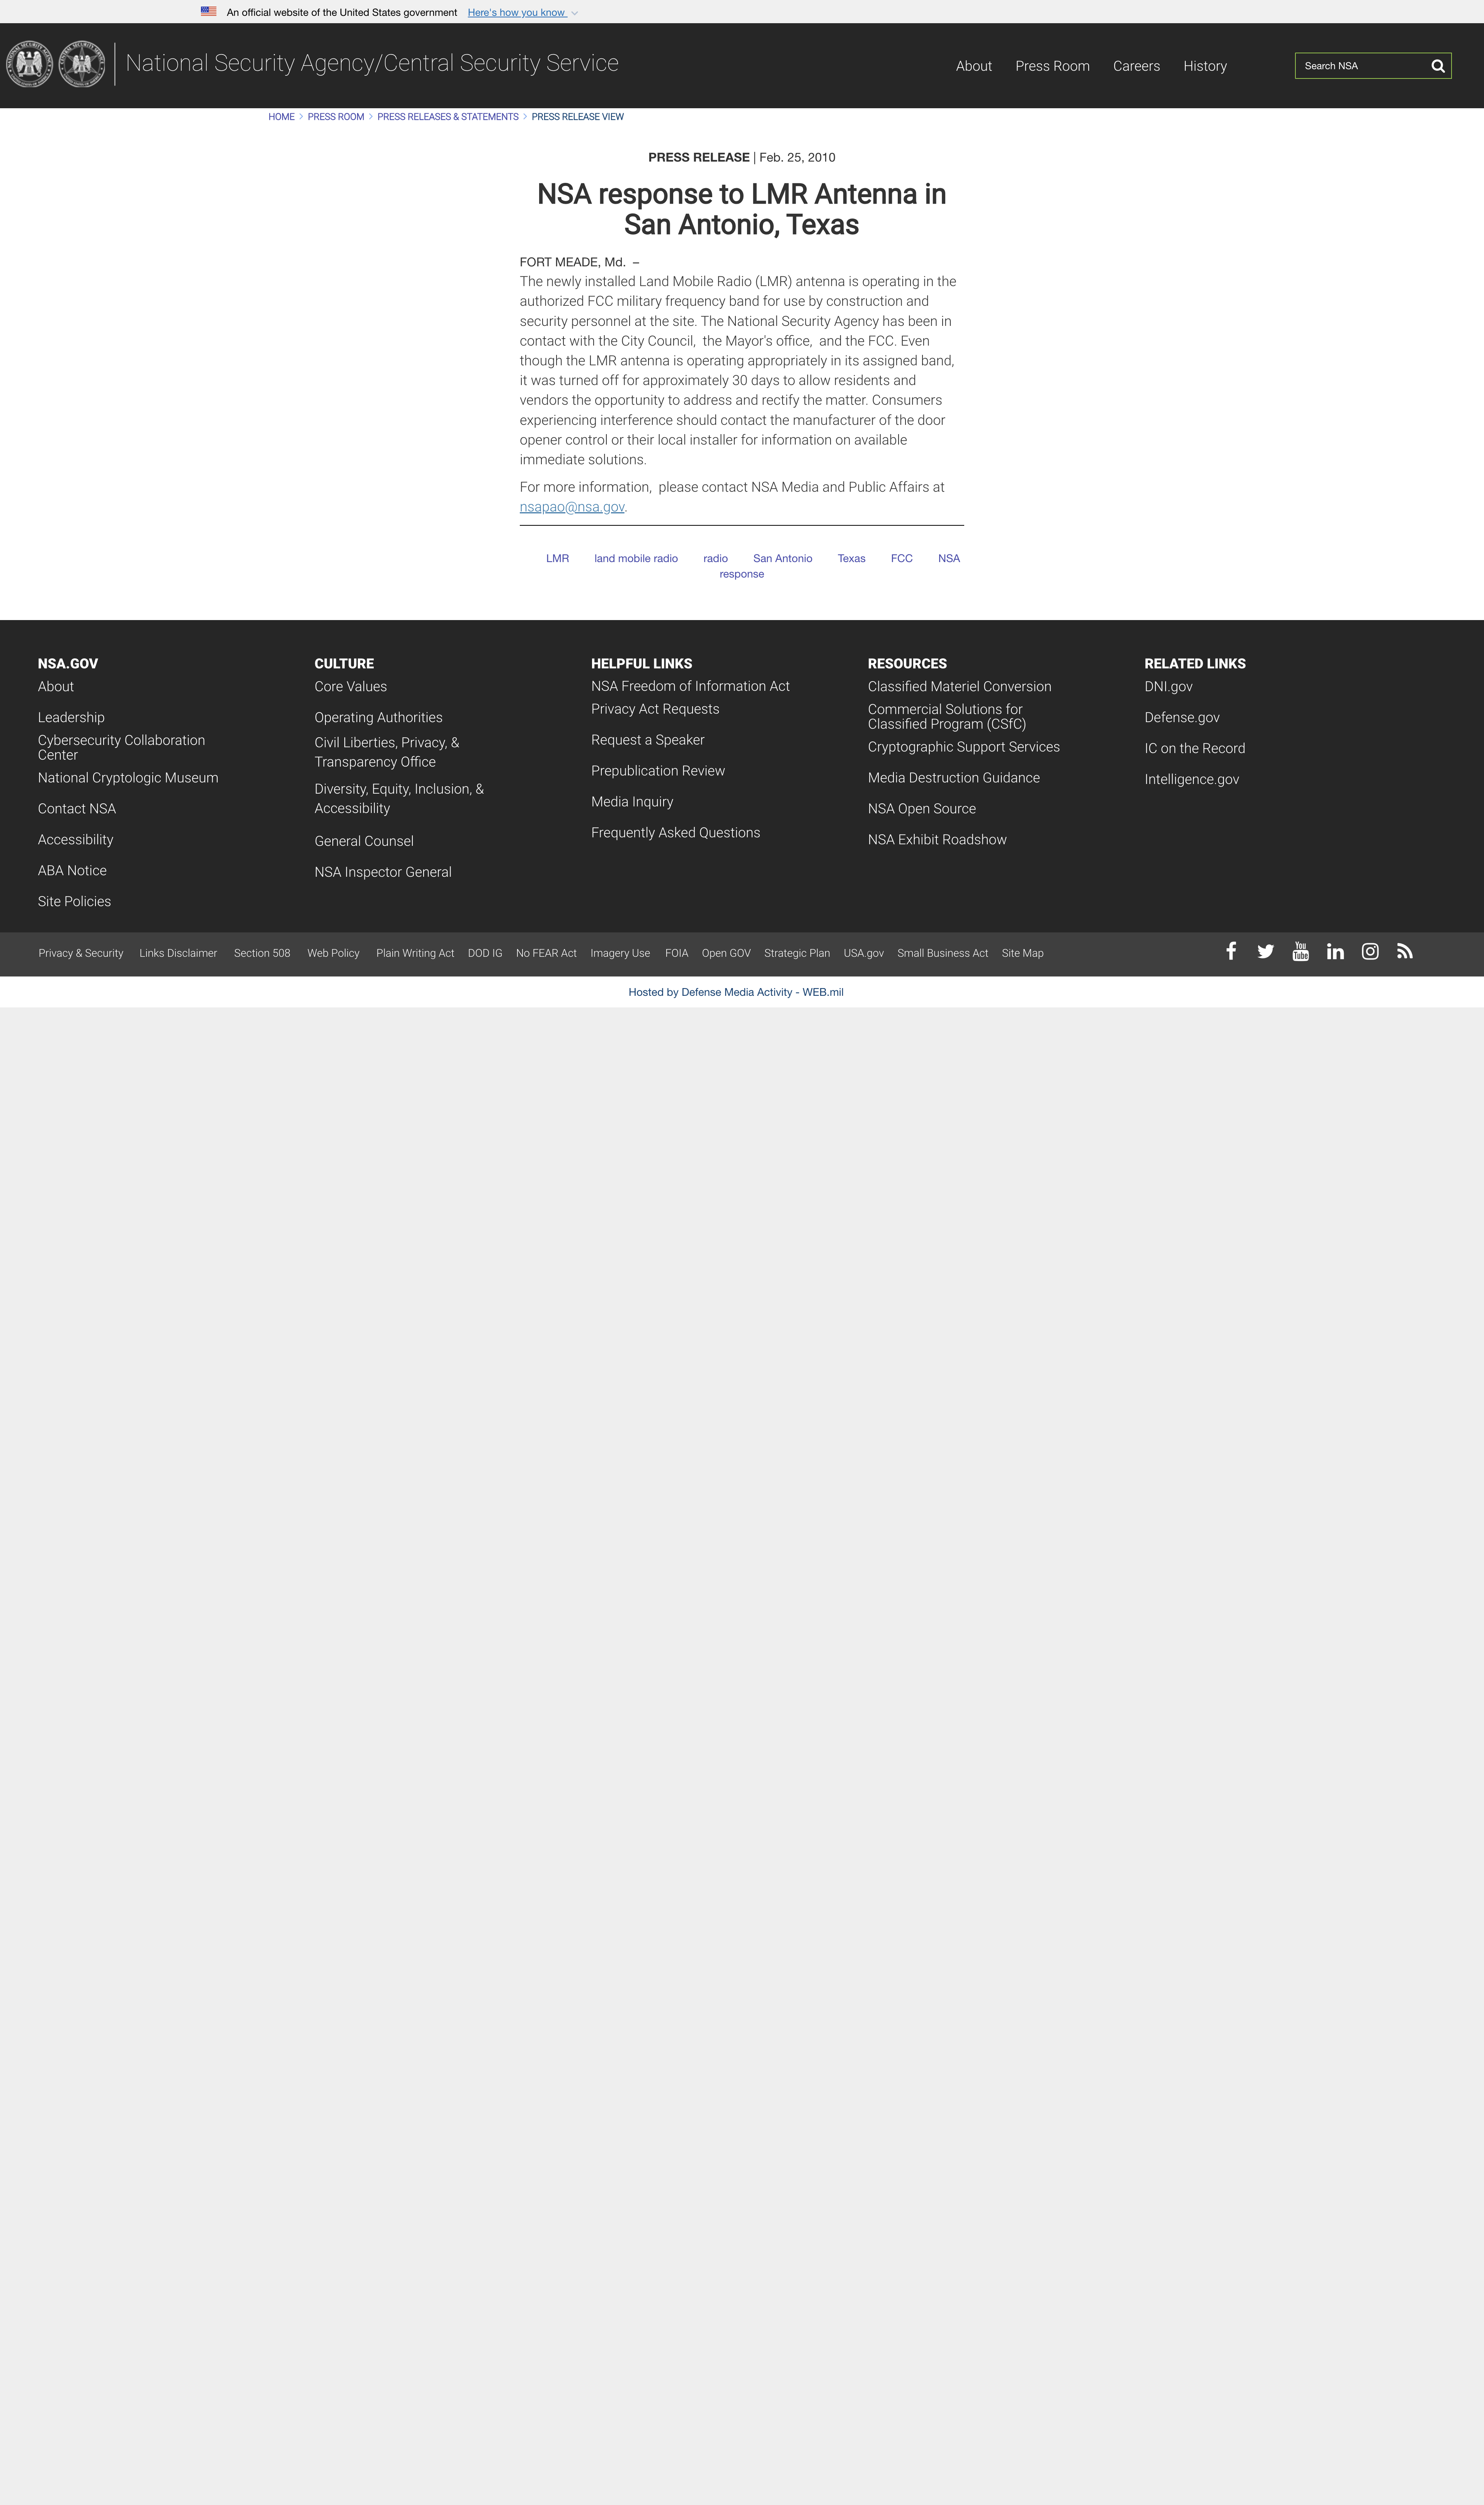 An official website of the United States government Here's how you know
National Security Agency/Central Security Service
About Press Room Careers History
Search NSA
HOME > PRESS ROOM > PRESS RELEASES & STATEMENTS > PRESS RELEASE VIEW
PRESS RELEASE | Feb. 25, 2010
NSA response to LMR Antenna in
San Antonio, Texas
FORT MEADE, Md. –
The newly installed Land Mobile Radio (LMR) antenna is operating in the
authorized FCC military frequency band for use by construction and
security personnel at the site. The National Security Agency has been in
contact with the City Council, the Mayor's office, and the FCC. Even
though the LMR antenna is operating appropriately in its assigned band,
it was turned off for approximately 30 days to allow residents and
vendors the opportunity to address and rectify the matter. Consumers
experiencing interference should contact the manufacturer of the door
opener control or their local installer for information on available
immediate solutions.
For more information, please contact NSA Media and Public Affairs at
nsapao@nsa.gov.
LMR land mobile radio radio San Antonio Texas FCC NSA
response
NSA.GOV
About
Leadership
Cybersecurity Collaboration
Center
National Cryptologic Museum
Contact NSA
Accessibility
ABA Notice
Site Policies
CULTURE
Core Values
Operating Authorities
Civil Liberties, Privacy, &
Transparency Office
Diversity, Equity, Inclusion, &
Accessibility
General Counsel
NSA Inspector General
HELPFUL LINKS
NSA Freedom of Information Act
Privacy Act Requests
Request a Speaker
Prepublication Review
Media Inquiry
Frequently Asked Questions
RESOURCES
Classified Materiel Conversion
Commercial Solutions for
Classified Program (CSfC)
Cryptographic Support Services
Media Destruction Guidance
NSA Open Source
NSA Exhibit Roadshow
RELATED LINKS
DNI.gov
Defense.gov
IC on the Record
Intelligence.gov
Privacy & Security Links Disclaimer Section 508 Web Policy Plain Writing Act DOD IG No FEAR Act Imagery Use FOIA Open GOV Strategic Plan USA.gov Small Business Act Site Map
You
Tube
in
Hosted by Defense Media Activity - WEB.mil